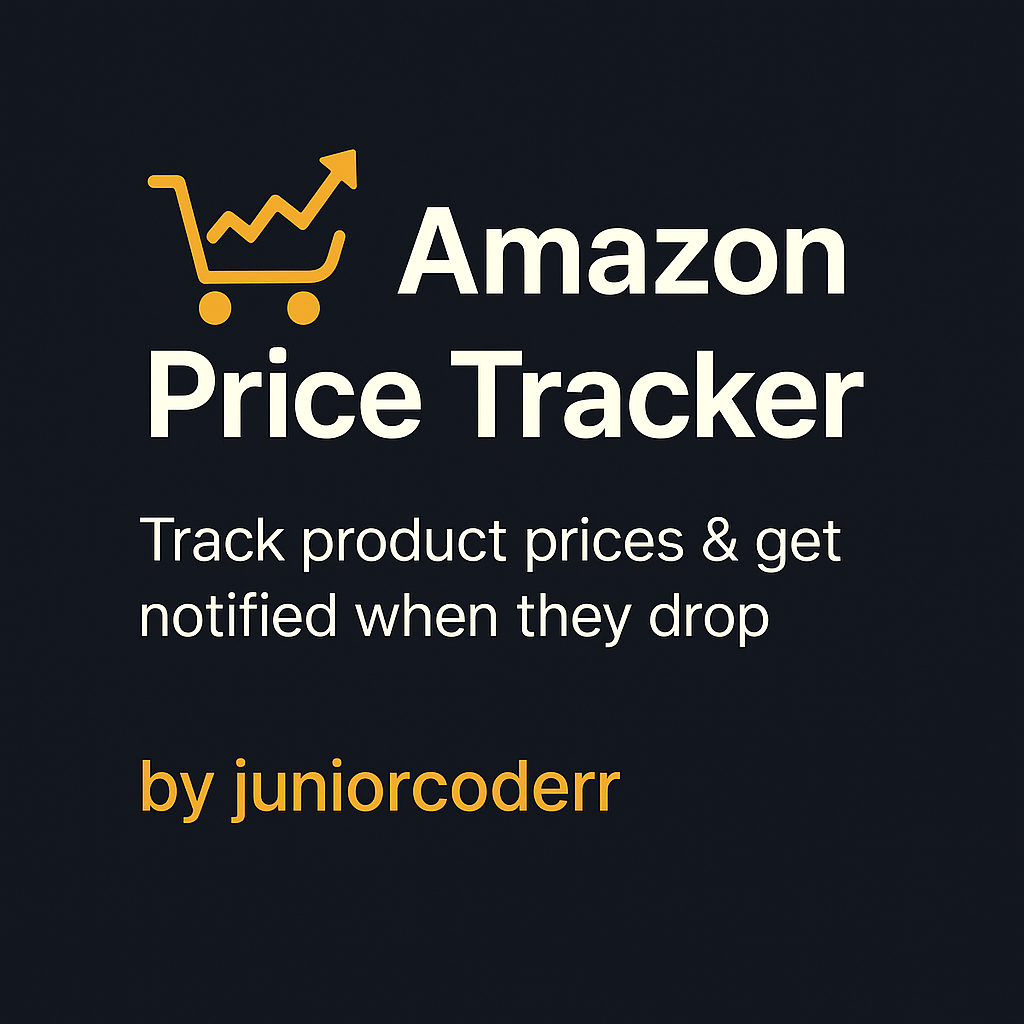 Amazon
Price Tracker
Track product prices & get
notified when they drop
by juniorcoderr